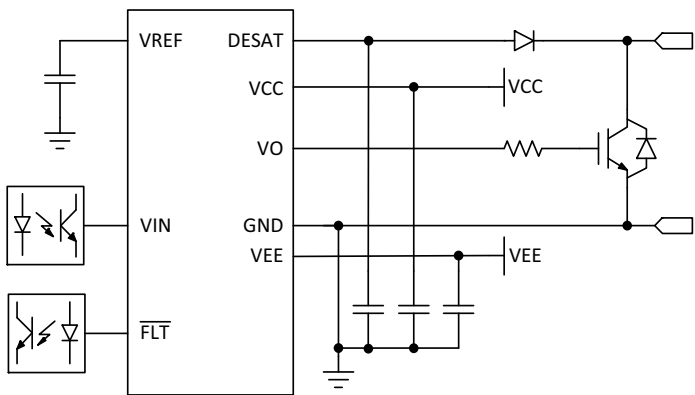 VREF
DESAT
VCC
VCC
VO
VIN
GND
VEE
VEE
FLT